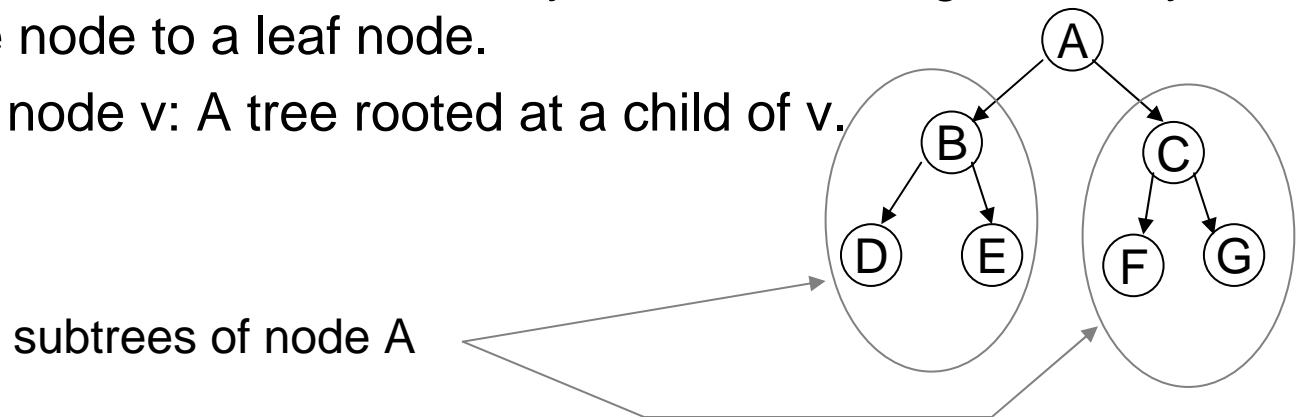 node to a leaf node.
A
node v: A tree rooted at a child of v.
B
C
D
E
F
G
subtrees of node A